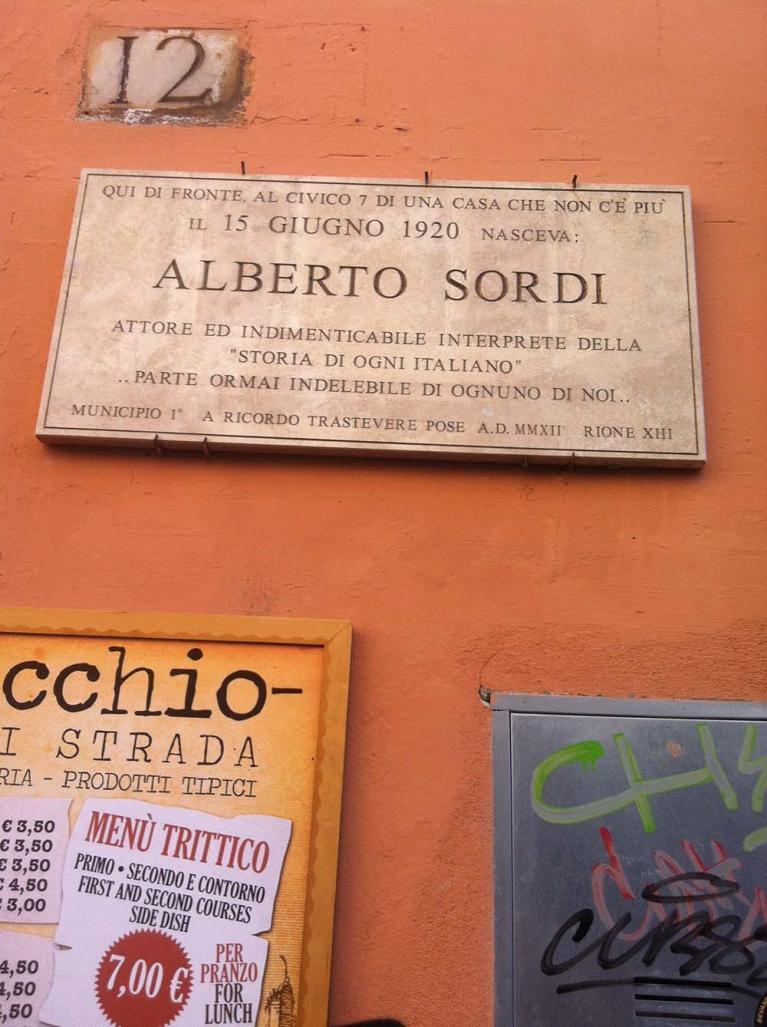 12
QUI DI FRONTE, AL CIVICO 7 DI UNA CASA CHE NON C'E' PIU'
IL 15 GIUGNO 1920 NASCEVA:
ALBERTO SORDI
ATTORE ED INDIMENTICABILE INTERPRETE DELLA
"STORIA DI OGNI ITALIANO"
..PARTE ORMAI INDELEBILE DI OGNUNO DI NOI..
MUNICIPIO 1° A RICORDO TRASTEVERE POSE A.D. MMXII RIONE XIII
cchio-
I STRADA
RIA - PRODOTTI TIPICI
€ 3,50
€ 3,50
€ 3,50
€ 4,50
€ 3,00
4,50
4,50
,50
MENÙ TRITTICO
PRIMO • SECONDO E CONTORNO
FIRST AND SECOND COURSES
SIDE DISH
7,00 €
PER
PRANZO
FOR
LUNCH